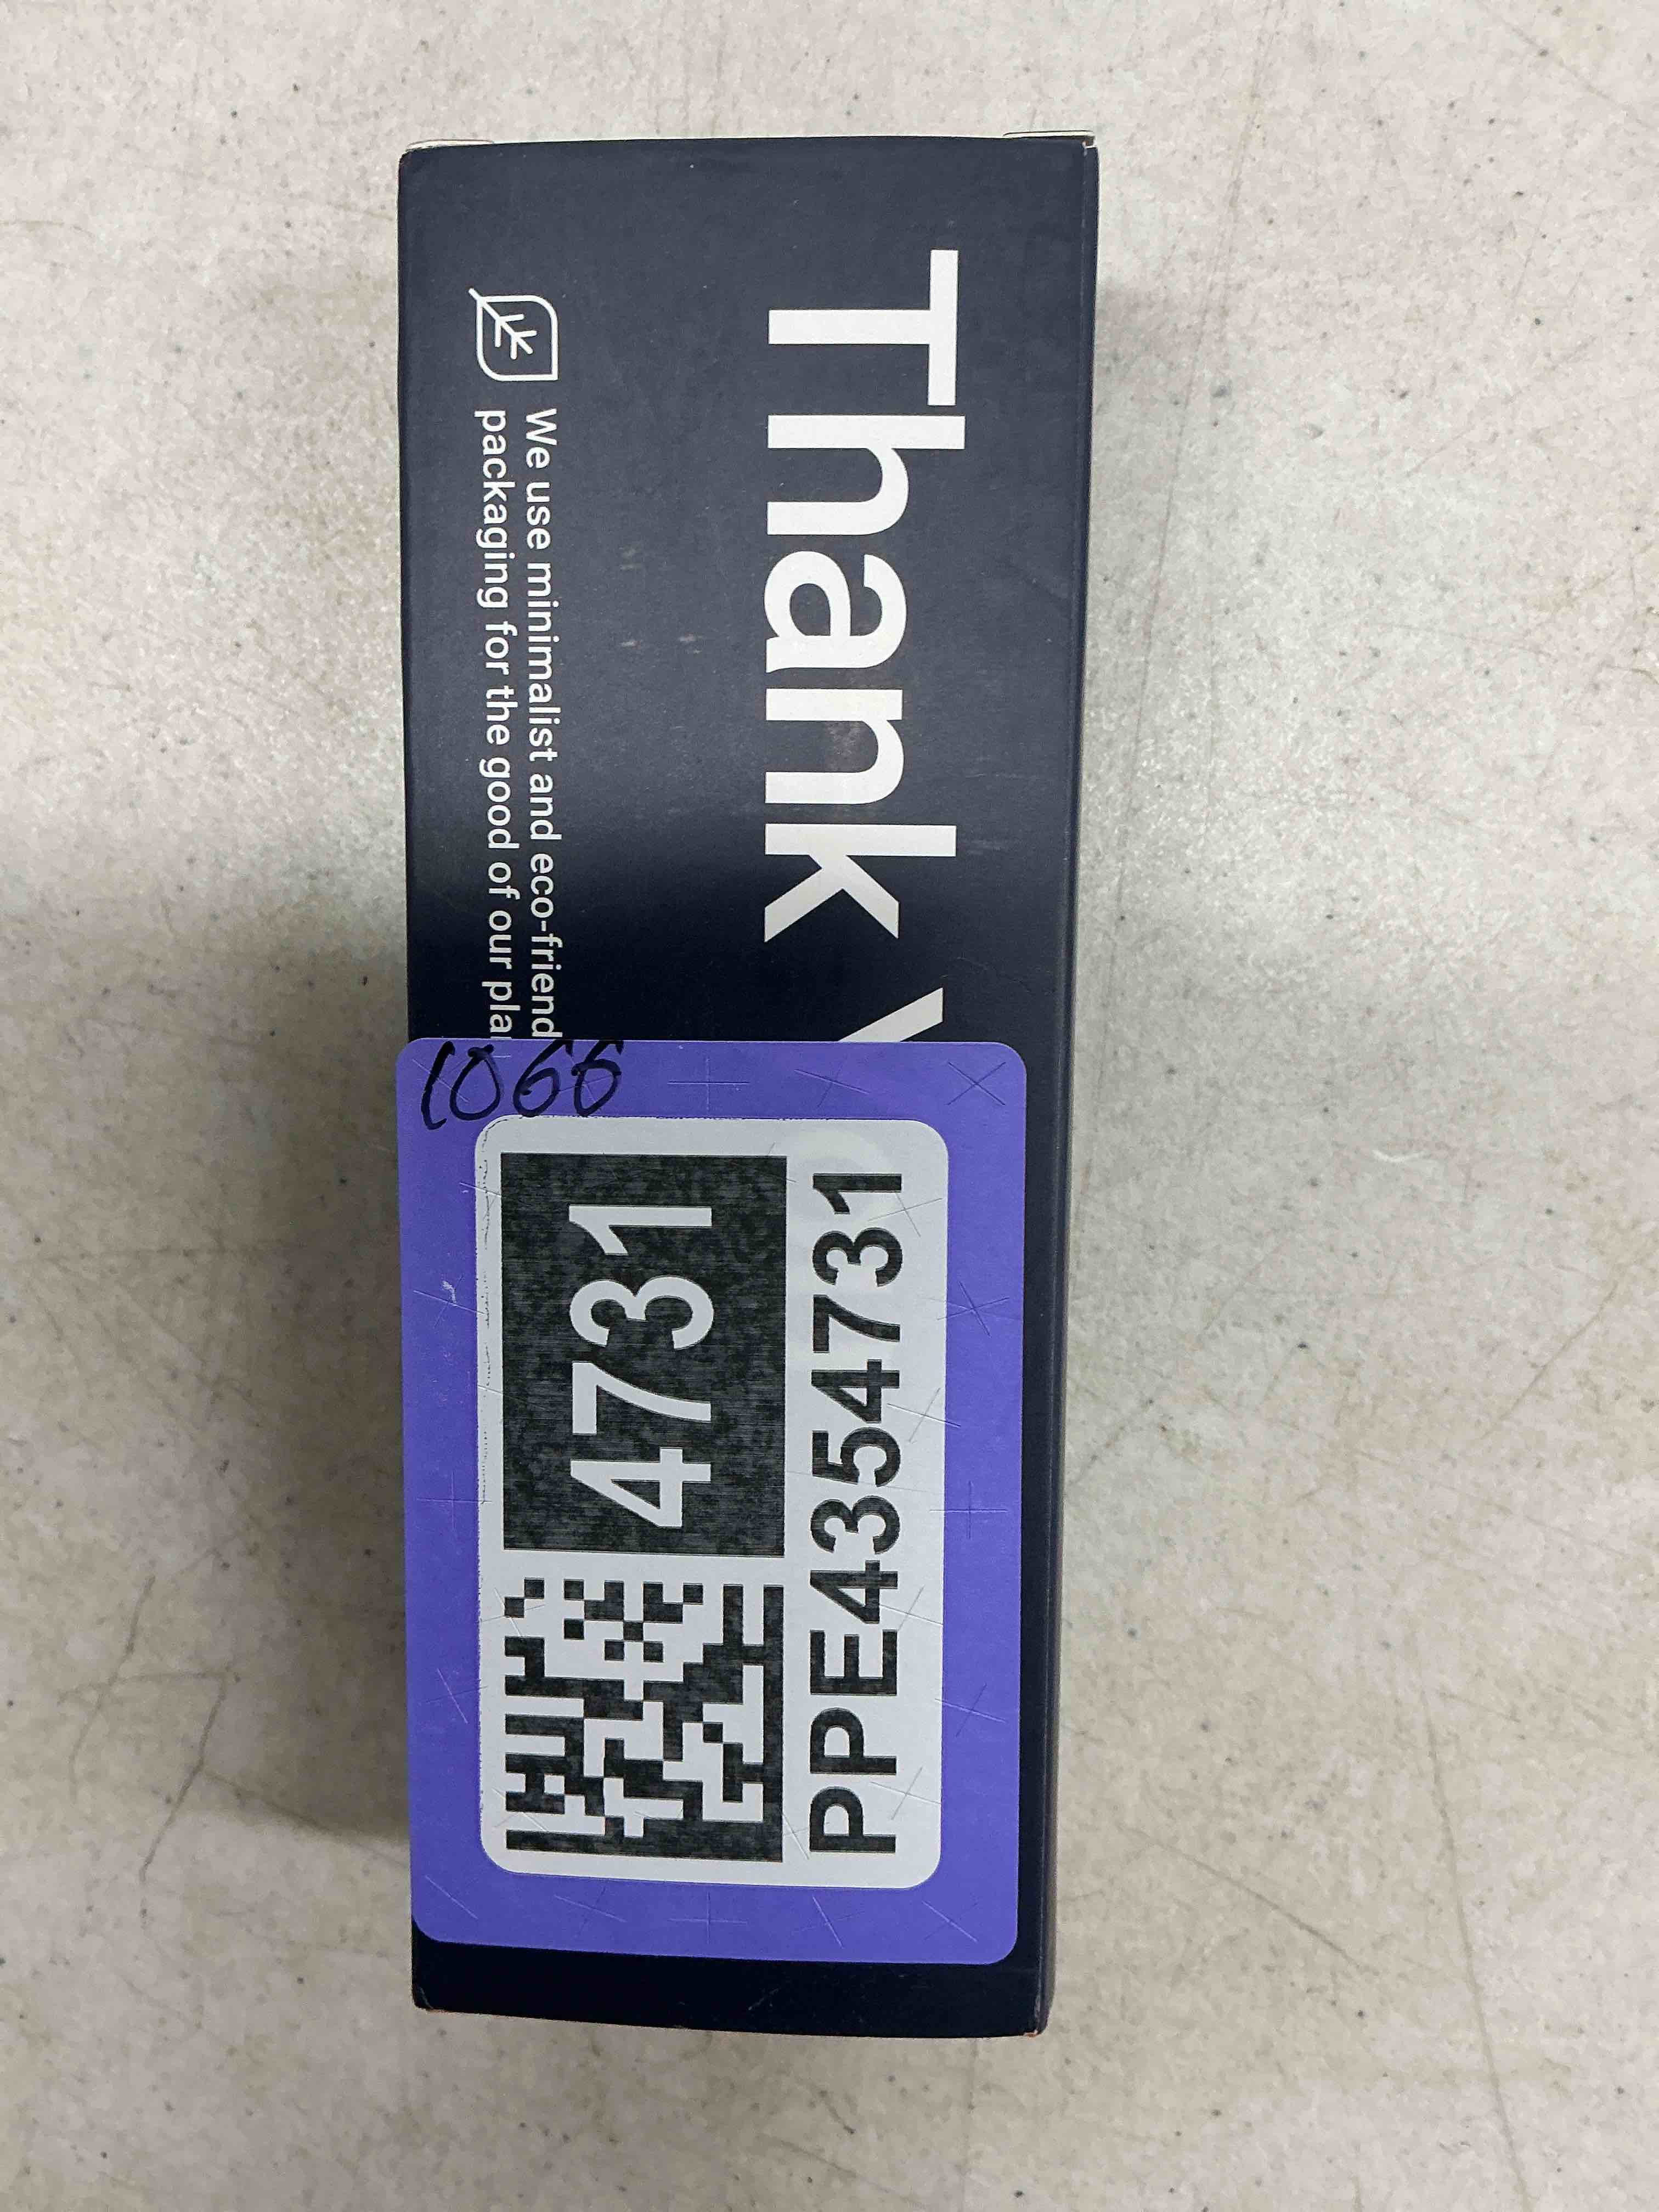 Thank Y
We use minimalist and eco-friend
packaging for the good of our pla
1066
4731
PPE4354731